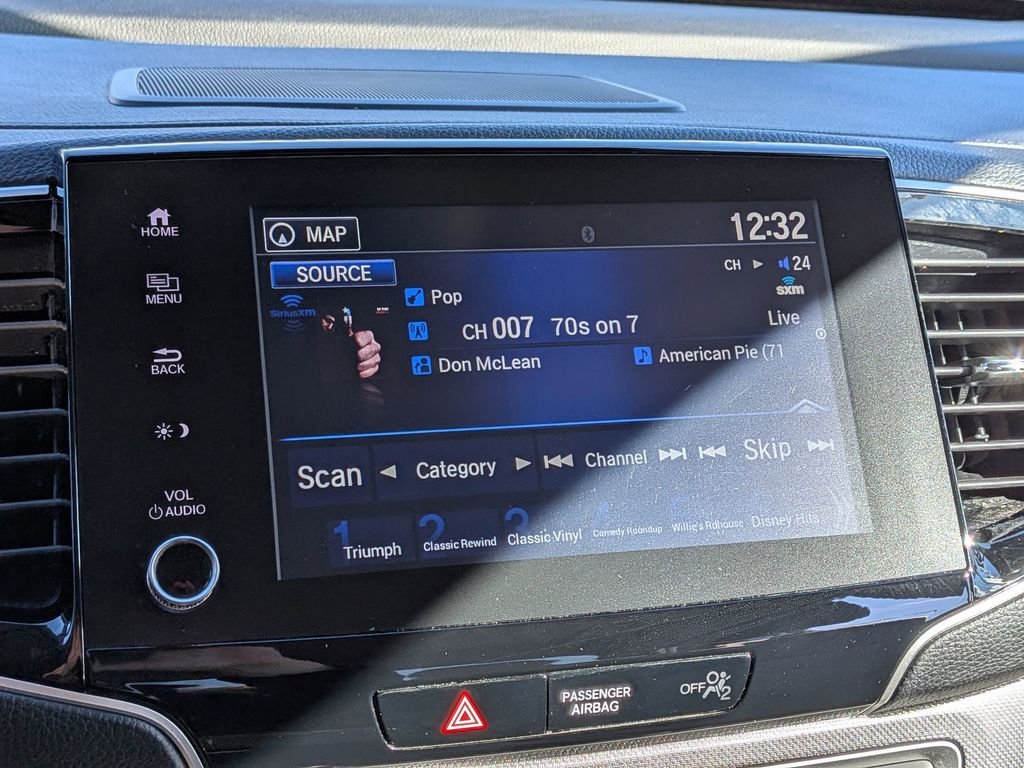 HOME
MENU
BACK
VOL
AUDIO
MAP
12:32
SOURCE
CH 24
SiriusXM
Pop
sxm
CH 007 70s on 7
Live
Don McLean
American Pie (71
Scan
Category
Channel
Skip
1 Triumph
2 Classic Rewind
3 Classic Vinyl
Comedy Roundup
Willie's Rdhouse
Disney Hits
PASSENGER
AIRBAG
OFF
2